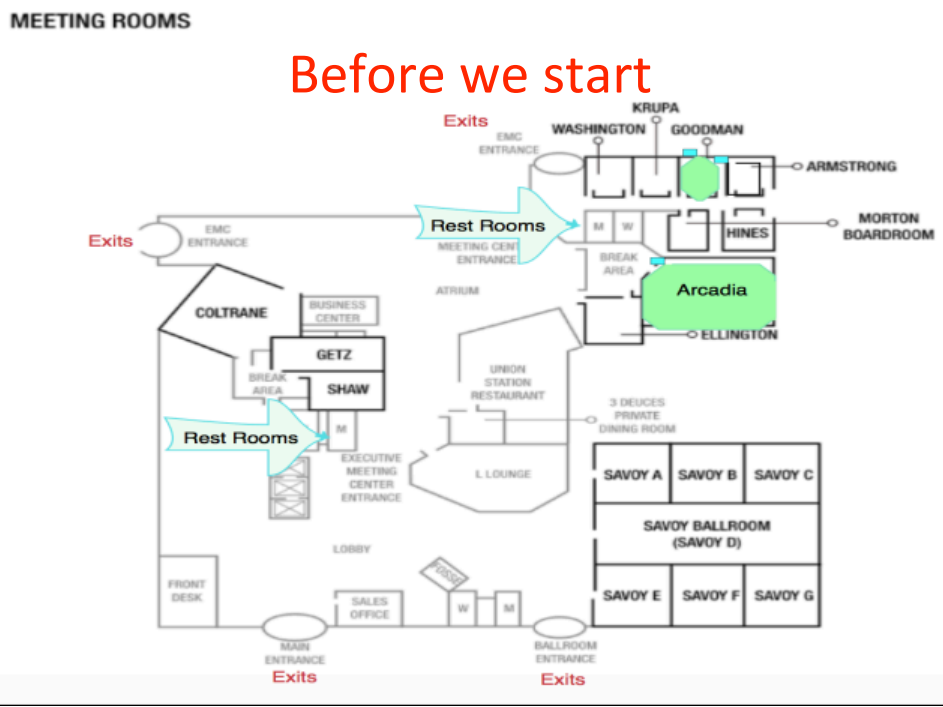 MEETING ROOMS
Before we start
KRUPA
Exits
WASHINGTON
GOODMAN
EMC
ENTRANCE
ARMSTRONG
Rest Rooms
M
W
HINES
MORTON
BOARDROOM
Exits
EMC
ENTRANCE
MEETING CENT
ENTRANCE
BREAK
AREA
ATRIUM
Arcadia
COLTRANE
BUSINESS
CENTER
ELLINGTON
GETZ
BREAK
AREA
SHAW
UNION
STATION
RESTAURANT
3 DEUCES
PRIVATE
DINING ROOM
Rest Rooms
M
EXECUTIVE
MEETING
CENTER
ENTRANCE
L LOUNGE
SAVOY A
SAVOY B
SAVOY C
SAVOY BALLROOM
(SAVOY D)
LOBBY
FOSSE
FRONT
DESK
SALES
OFFICE
W
M
SAVOY E
SAVOY F
SAVOY G
MAIN
ENTRANCE
Exits
BALLROOM
ENTRANCE
Exits